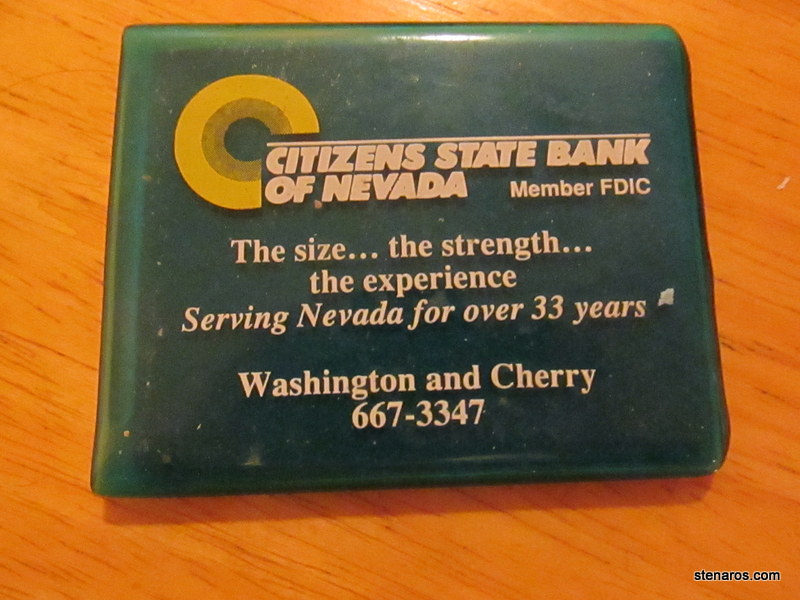 CITIZENS STATE BANK
OF NEVADA Member FDIC
The size... the strength...
the experience
Serving Nevada for over 33 years
Washington and Cherry
667-3347
stenaros.com